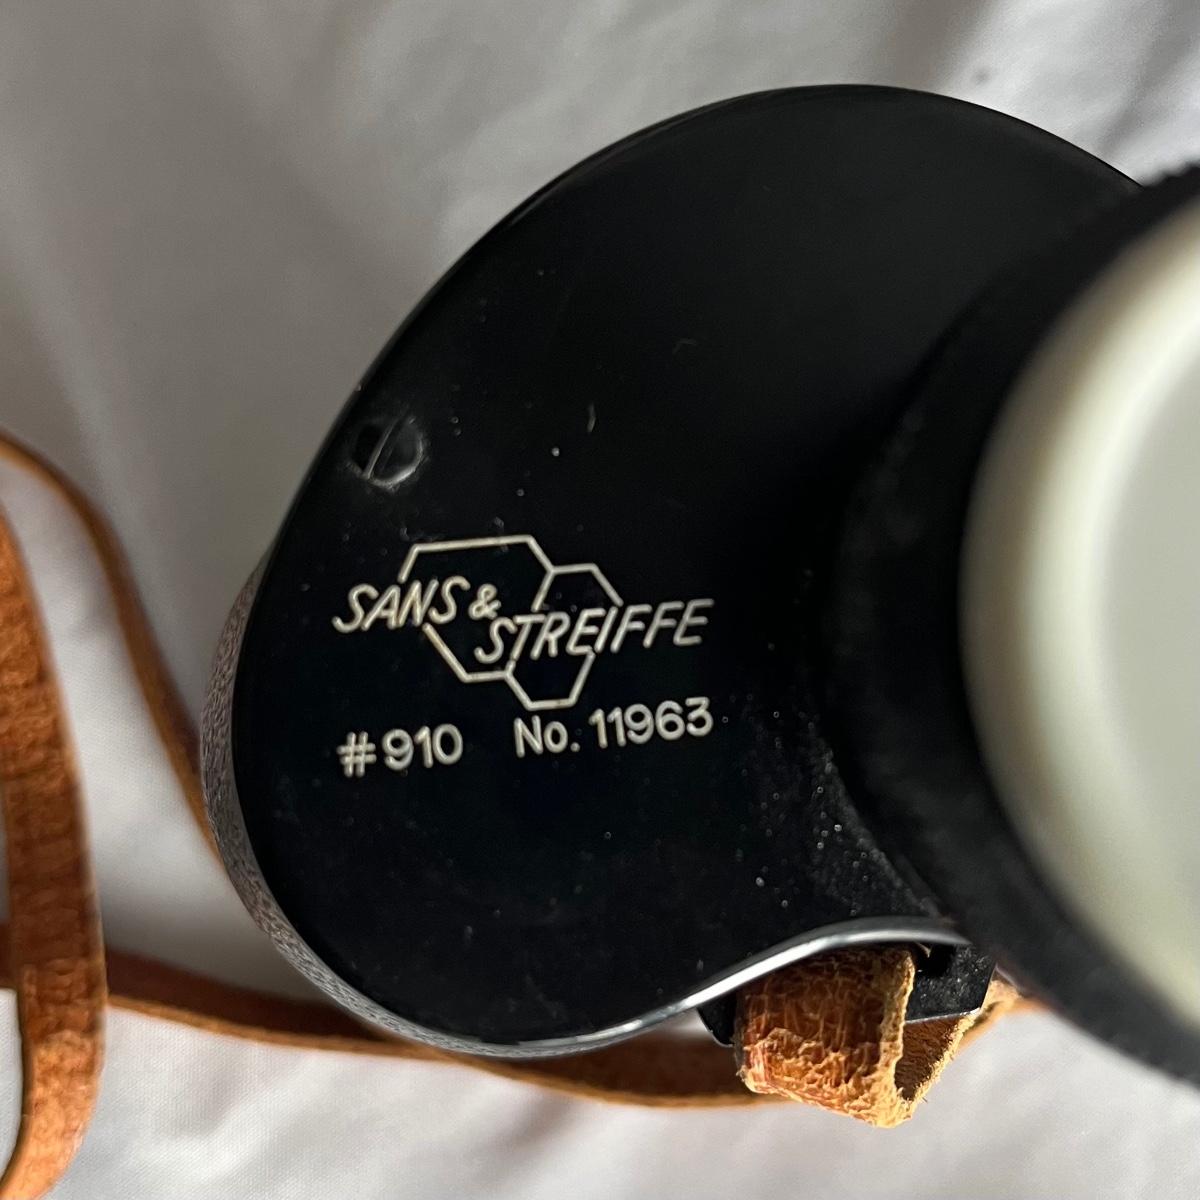 SANS & STREIFFE
#910 No. 11963